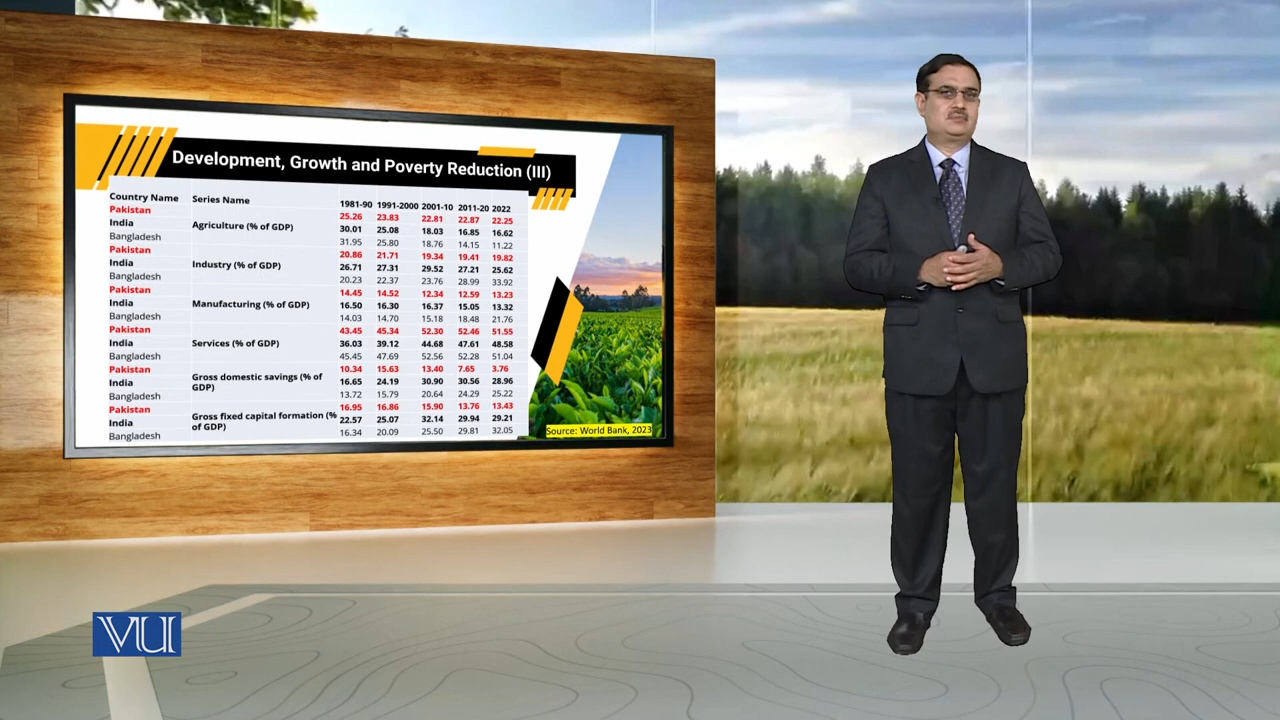 Development, Growth and Poverty Reduction (III)
Country Name Series Name 1981-90 1991-2000 2001-10 2011-20 2022
Pakistan Agriculture (% of GDP) 25.26 23.83 22.81 22.87 22.25
India 30.01 25.08 18.03 16.85 16.62
Bangladesh 31.95 25.80 18.76 14.15 11.22
Pakistan Industry (% of GDP) 20.86 21.71 19.34 19.41 19.82
India 26.71 27.31 29.52 27.21 25.62
Bangladesh 20.23 22.37 23.76 28.99 33.92
Pakistan Manufacturing (% of GDP) 14.45 14.52 12.34 12.59 13.23
India 16.50 16.30 16.37 15.05 13.32
Bangladesh 14.03 14.70 15.18 18.48 21.76
Pakistan Services (% of GDP) 43.45 45.34 52.30 52.46 51.55
India 36.03 39.12 44.68 47.61 48.58
Bangladesh 45.45 47.69 52.56 52.28 51.04
Pakistan Gross domestic savings (% of GDP) 10.34 15.63 13.40 7.65 3.76
India 16.65 24.19 30.90 30.56 28.96
Bangladesh 13.72 15.79 20.64 24.29 25.22
Pakistan Gross fixed capital formation (% of GDP) 16.95 16.86 15.90 13.76 13.43
India 22.57 25.07 32.14 29.94 29.21
Bangladesh 16.34 20.09 25.50 29.81 32.05
Source: World Bank, 2023
VU